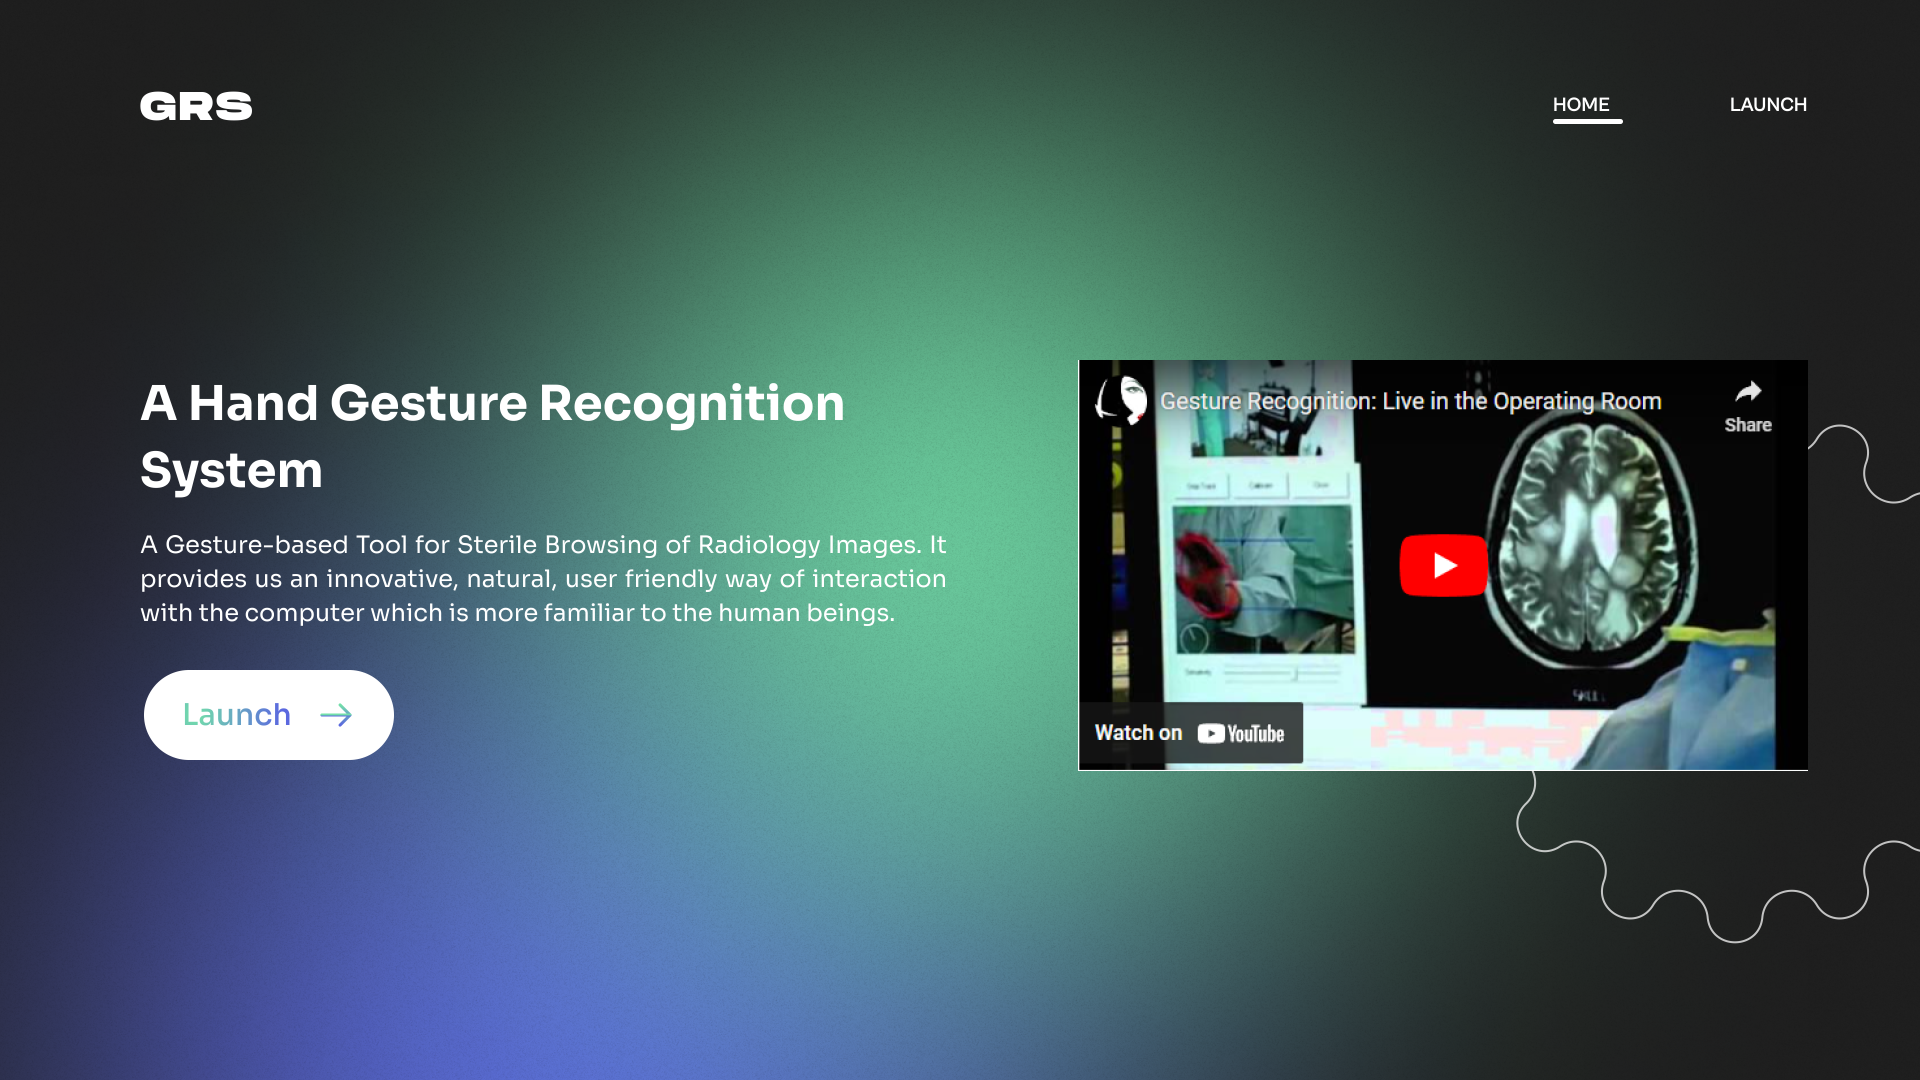 GRS
HOME
LAUNCH
A Hand Gesture Recognition
System
A Gesture-based Tool for Sterile Browsing of Radiology Images. It
provides us an innovative, natural, user friendly way of interaction
with the computer which is more familiar to the human beings.
Launch
Gesture Recognition: Live in the Operating Room
Share
Watch on YouTube